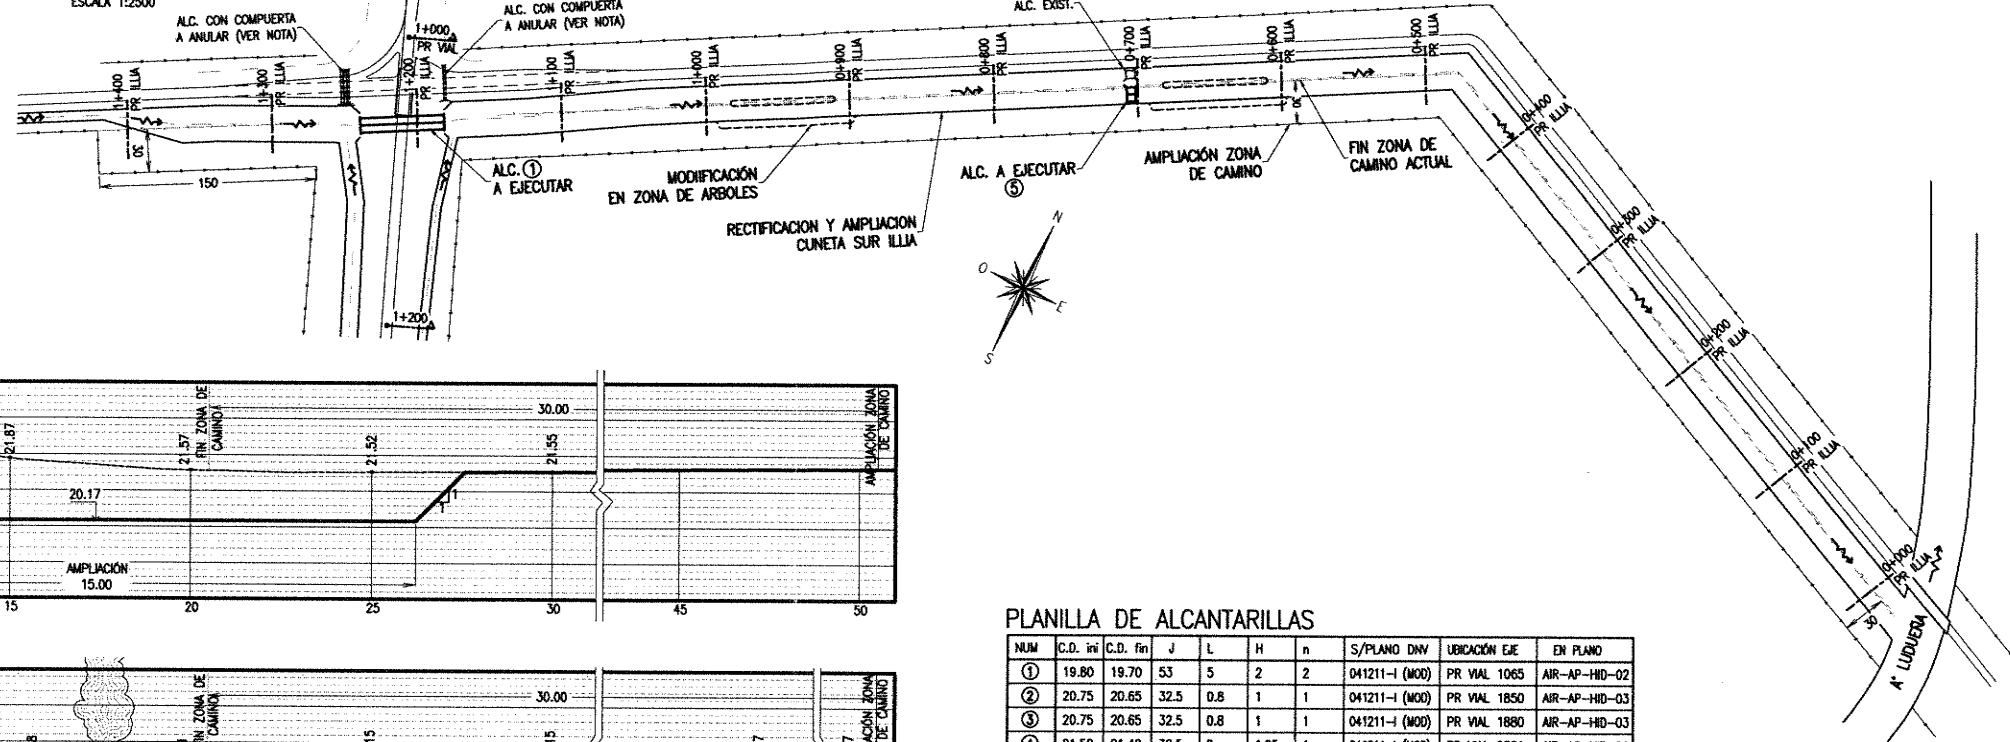 ESCALA 1:2500
ALC. CON COMPUERTA
A ANULAR (VER NOTA)
ALC. CON COMPUERTA
A ANULAR (VER NOTA)
ALC. EXIST.
1+000
PR VIAL
1+400
PR ILLIA
1+300
PR ILLIA
1+200
PR ILLIA
1+100
PR ILLIA
1+000
PR ILLIA
0+900
PR ILLIA
0+800
PR ILLIA
0+700
PR ILLIA
0+600
PR ILLIA
0+500
PR ILLIA
0+400
PR ILLIA
0+300
PR ILLIA
0+200
PR ILLIA
0+100
PR ILLIA
0+000
PR ILLIA
30
150
30
30
ALC. ①
A EJECUTAR
MODIIFICACIÓN
EN ZONA DE ARBOLES
RECTIFICACION Y AMPLIACION
CUNETA SUR ILLIA
ALC. A EJECUTAR
⑤
AMPLIACIÓN ZONA
DE CAMINO
FIN ZONA DE
CAMINO ACTUAL
1+200
N
O
E
S
A° LUDUEÑA
21.87
21.57
FIN ZONA DE
CAMINO
21.52
30.00
21.55
AMPLIACIÓN ZONA
DE CAMINO
20.17
1
1
AMPLIACIÓN
15.00
15 20 25 30 45 50
30.00
PLANILLA DE ALCANTARILLAS
NUM C.D. ini C.D. fin J L H n S/PLANO DNV UBICACIÓN EJE EN PLANO
① 19.80 19.70 53 5 2 2 041211-I (MOD) PR VIAL 1065 AIR-AP-HID-02
② 20.75 20.65 32.5 0.8 1 1 041211-I (MOD) PR VIAL 1850 AIR-AP-HID-03
③ 20.75 20.65 32.5 0.8 1 1 041211-I (MOD) PR VIAL 1880 AIR-AP-HID-03